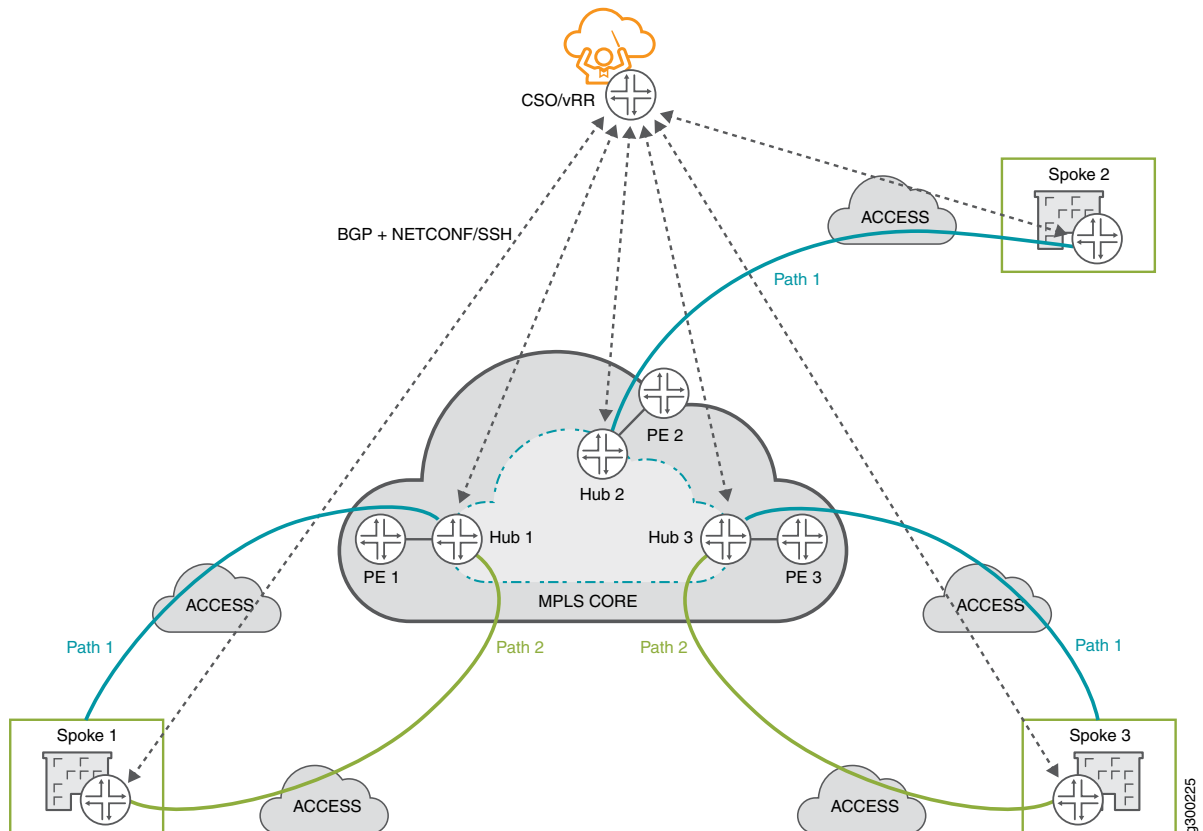 CSO/vRR
Spoke 2
ACCESS
BGP + NETCONF/SSH
Path 1
PE 2
Hub 2
Hub 1
Hub 3
PE 1
PE 3
MPLS CORE
ACCESS
ACCESS
Path 1
Path 2
Path 2
Path 1
Spoke 1
Spoke 3
ACCESS
ACCESS
g300225